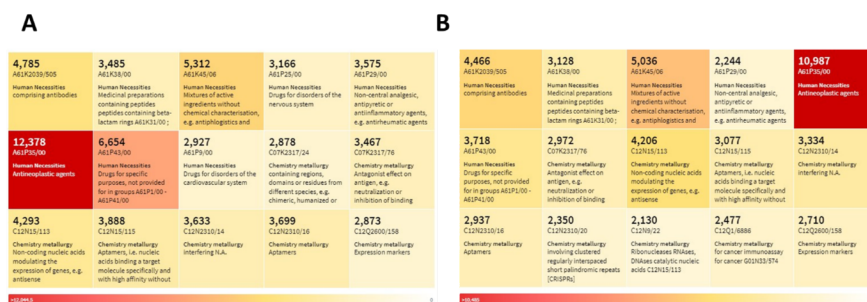 A
4,785
A61K2039/505
Human Necessities
comprising antibodies
3,485
A61K38/00
Human Necessities
Medicinal preparations
containing peptides
peptides containing beta-
lactam rings A61K31/00 ;
5,312
A61K45/06
Human Necessities
Mixtures of active
ingredients without
chemical characterisation,
e.g. antiphlogistics and
3,166
A61P25/00
Human Necessities
Drugs for disorders of the
nervous system
3,575
A61P29/00
Human Necessities
Non-central analgesic,
antipyretic or
antiinflammatory agents,
e.g. antirheumatic agents
12,378
A61P35/00
Human Necessities
Antineoplastic agents
6,654
A61P43/00
Human Necessities
Drugs for specific
purposes, not provided
for in groups A61P1/00 -
A61P41/00
2,927
A61P9/00
Human Necessities
Drugs for disorders of the
cardiovascular system
2,878
C07K2317/24
Chemistry metallurgy
containing regions,
domains or residues from
different species, e.g.
chimeric, humanized or
3,467
C07K2317/76
Chemistry metallurgy
Antagonist effect on
antigen, e.g.
neutralization or
inhibition of binding
4,293
C12N15/113
Chemistry metallurgy
Non-coding nucleic acids
modulating the
expression of genes, e.g.
antisense
3,888
C12N15/115
Chemistry metallurgy
Aptamers, i.e. nucleic
acids binding a target
molecule specifically and
with high affinity without
3,633
C12N2310/14
Chemistry metallurgy
interfering N.A.
3,699
C12N2310/16
Chemistry metallurgy
Aptamers
2,873
C12Q2600/158
Chemistry metallurgy
Expression markers
0
B
4,466
A61K2039/505
Human Necessities
comprising antibodies
3,128
A61K38/00
Human Necessities
Medicinal preparations
containing peptides
peptides containing beta-
lactam rings A61K31/00 ;
5,036
A61K45/06
Human Necessities
Mixtures of active
ingredients without
chemical characterisation,
e.g. antiphlogistics and
2,244
A61P29/00
Human Necessities
Non-central analgesic,
antipyretic or
antiinflammatory agents,
e.g. antirheumatic agents
10,987
A61P35/00
Human Necessities
Antineoplastic agents
3,718
A61P43/00
Human Necessities
Drugs for specific
purposes, not provided
for in groups A61P1/00 -
A61P41/00
2,972
C07K2317/76
Chemistry metallurgy
Antagonist effect on
antigen, e.g.
neutralization or
inhibition of binding
4,206
C12N15/113
Chemistry metallurgy
Non-coding nucleic acids
modulating the
expression of genes, e.g.
antisense
3,077
C12N15/115
Chemistry metallurgy
Aptamers, i.e. nucleic
acids binding a target
molecule specifically and
with high affinity without
3,334
C12N2310/14
Chemistry metallurgy
interfering N.A.
2,937
C12N2310/16
Chemistry metallurgy
Aptamers
2,350
C12N2310/20
Chemistry metallurgy
involving clustered
regularly interspaced
short palindromic repeats
[CRISPRs]
2,130
C12N9/22
Chemistry metallurgy
Ribonucleases RNAses,
DNAses catalytic nucleic
acids C12N15/113
2,477
C12Q1/6886
Chemistry metallurgy
for cancer immunoassay
for cancer G01N33/574
2,710
C12Q2600/158
Chemistry metallurgy
Expression markers